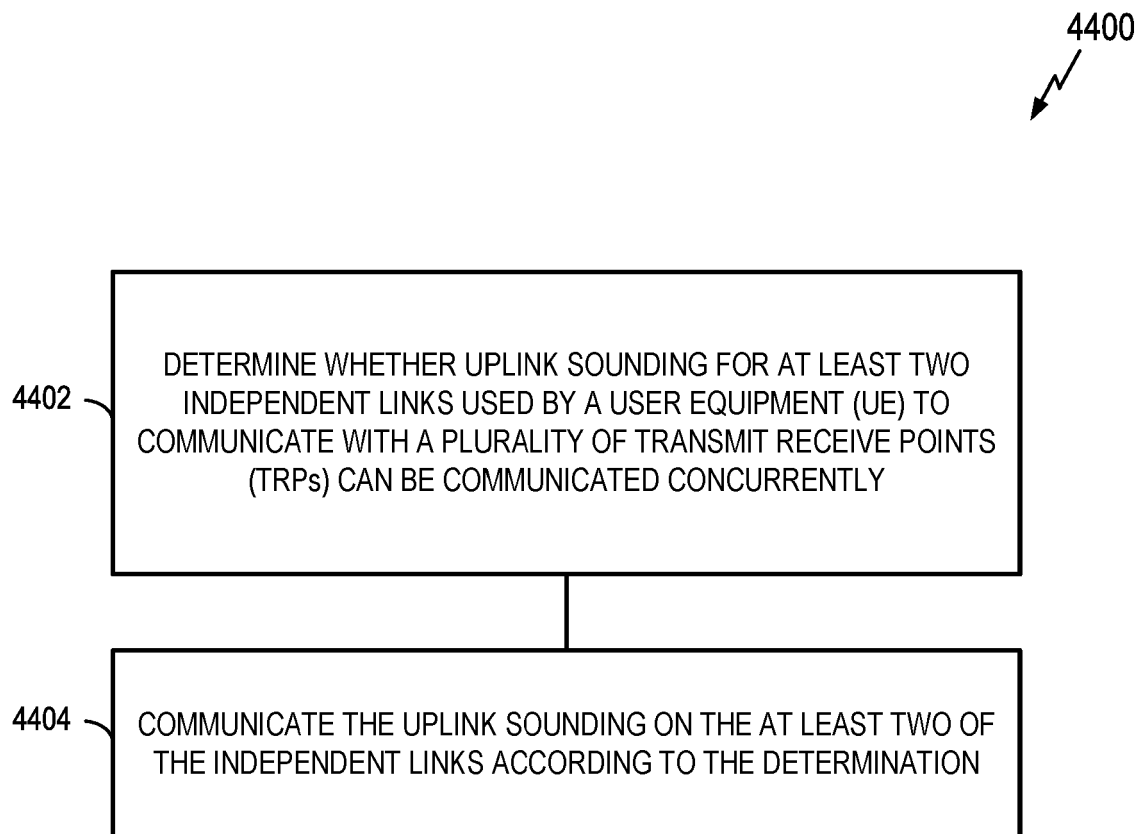 4400
4402
DETERMINE WHETHER UPLINK SOUNDING FOR AT LEAST TWO
INDEPENDENT LINKS USED BY A USER EQUIPMENT (UE) TO
COMMUNICATE WITH A PLURALITY OF TRANSMIT RECEIVE POINTS
(TRPs) CAN BE COMMUNICATED CONCURRENTLY
4404
COMMUNICATE THE UPLINK SOUNDING ON THE AT LEAST TWO OF
THE INDEPENDENT LINKS ACCORDING TO THE DETERMINATION